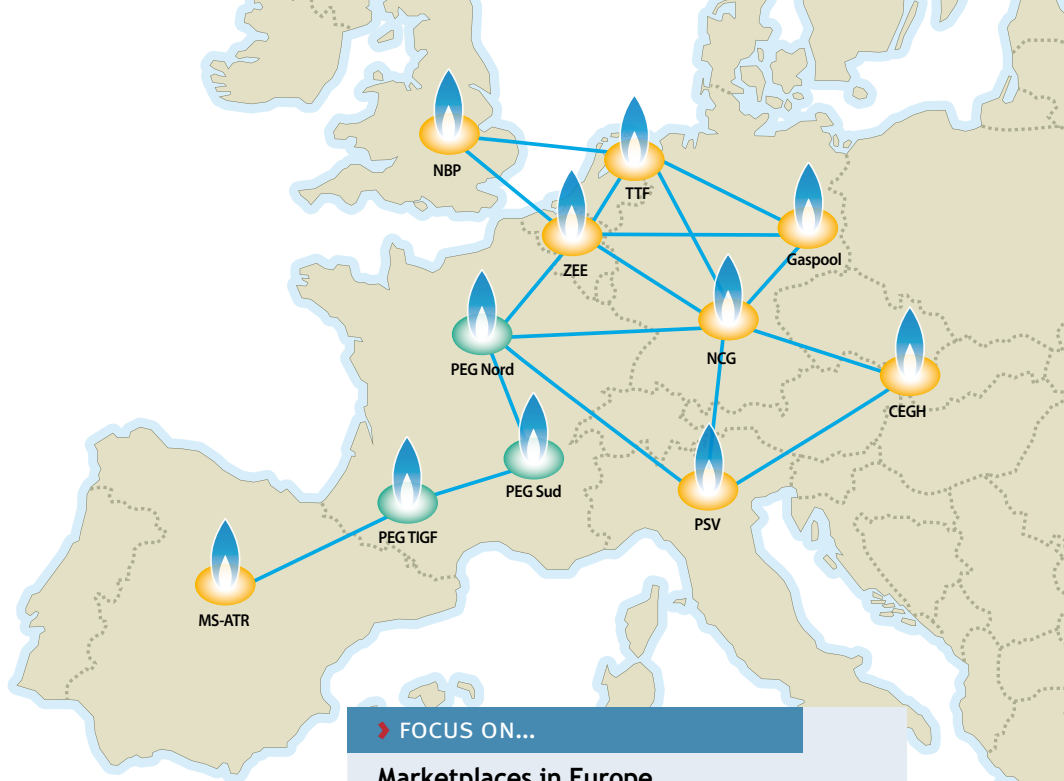 NBP
TTF
Gaspool
ZEE
NCG
PEG Nord
CEGH
PEG Sud
PSV
PEG TIGF
MS-ATR
FOCUS ON...
Marketplaces in Europe